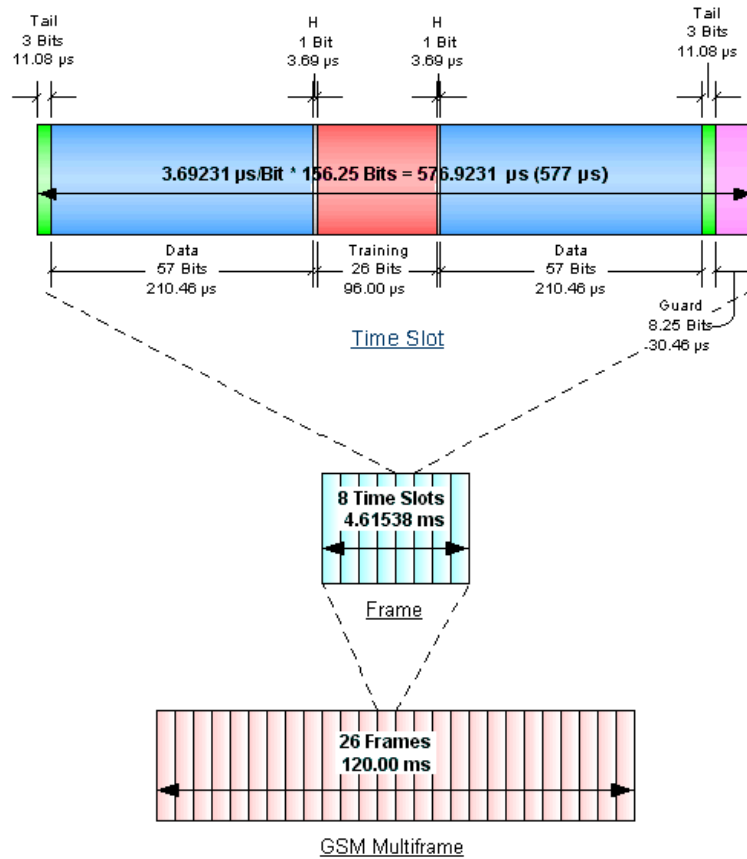 Tail
3 Bits
11.08 µs
H
1 Bit
3.69 µs
H
1 Bit
3.69 µs
Tail
3 Bits
11.08 µs
3.69231 µs/Bit * 156.25 Bits = 576.9231 µs (577 µs)
Data
57 Bits
210.46 µs
Training
26 Bits
96.00 µs
Data
57 Bits
210.46 µs
Guard
8.25 Bits
30.46 µs
Time Slot
8 Time Slots
4.61538 ms
Frame
26 Frames
120.00 ms
GSM Multiframe